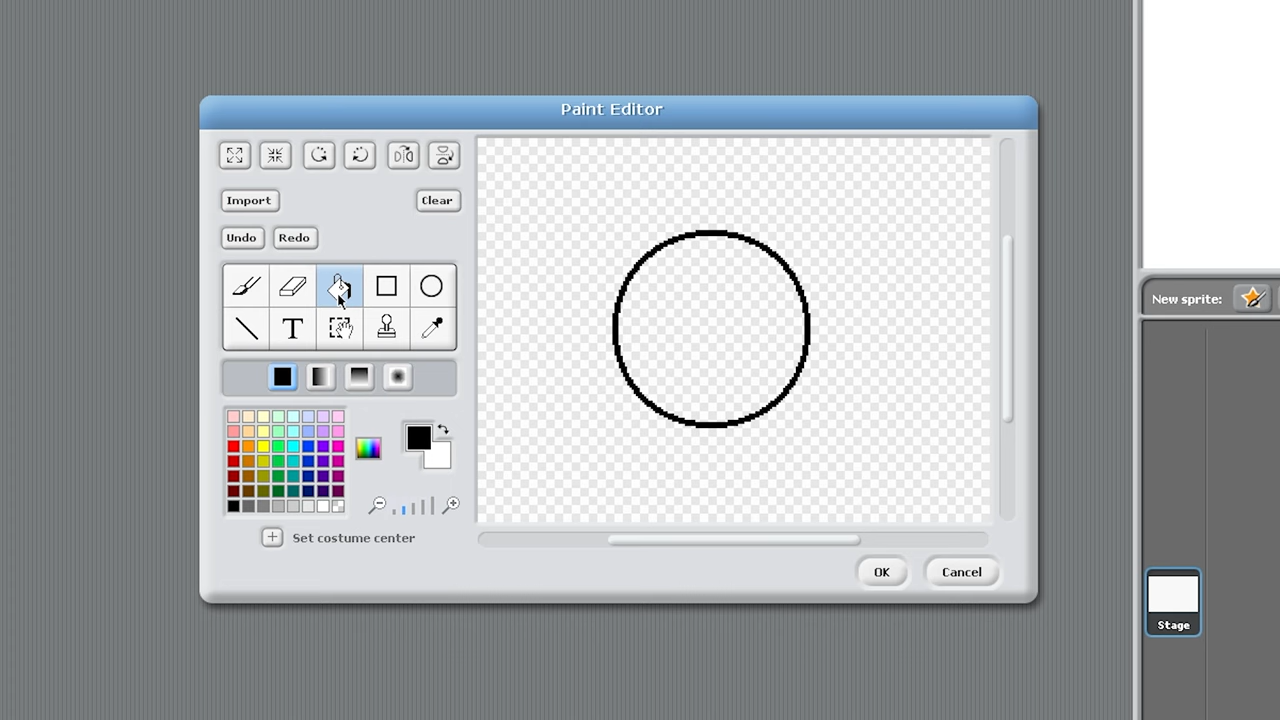 Paint Editor
Import
Clear
Undo
Redo
T
Set costume center
OK
Cancel
New sprite:
Stage